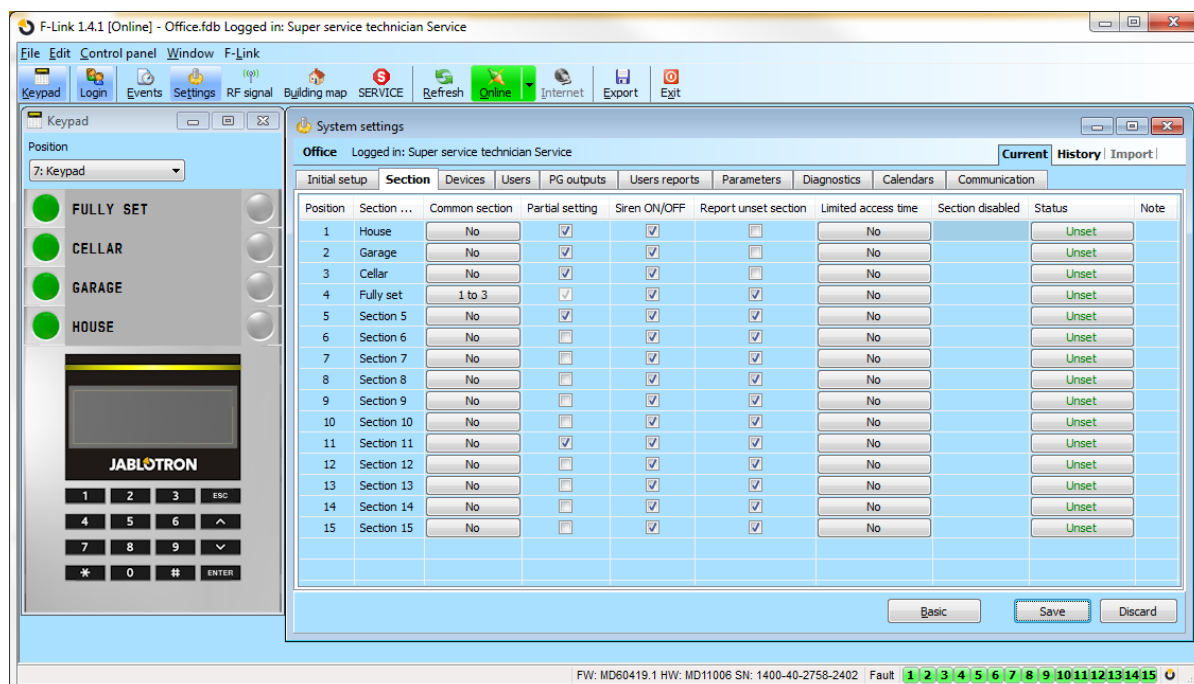 F-Link 1.4.1 [Online] - Office.fdb Logged in: Super service technician Service
File Edit Control panel Window F-Link
Keypad Login Events Settings RF signal Building map SERVICE Refresh Online Internet Export Exit
Keypad
Position
7: Keypad
FULLY SET
CELLAR
GARAGE
HOUSE
JABLOTRON
1 2 3 ESC
4 5 6
7 8 9
* 0 # ENTER
System settings
Office Logged in: Super service technician Service Current History Import
Initial setup Section Devices Users PG outputs Users reports Parameters Diagnostics Calendars Communication
Position Section ... Common section Partial setting Siren ON/OFF Report unset section Limited access time Section disabled Status Note
1 House No No Unset
2 Garage No No Unset
3 Cellar No No Unset
4 Fully set 1 to 3 No Unset
5 Section 5 No No Unset
6 Section 6 No No Unset
7 Section 7 No No Unset
8 Section 8 No No Unset
9 Section 9 No No Unset
10 Section 10 No No Unset
11 Section 11 No No Unset
12 Section 12 No No Unset
13 Section 13 No No Unset
14 Section 14 No No Unset
15 Section 15 No No Unset
Basic Save Discard
FW: MD60419.1 HW: MD11006 SN: 1400-40-2758-2402 Fault 1 2 3 4 5 6 7 8 9 10 11 12 13 14 15